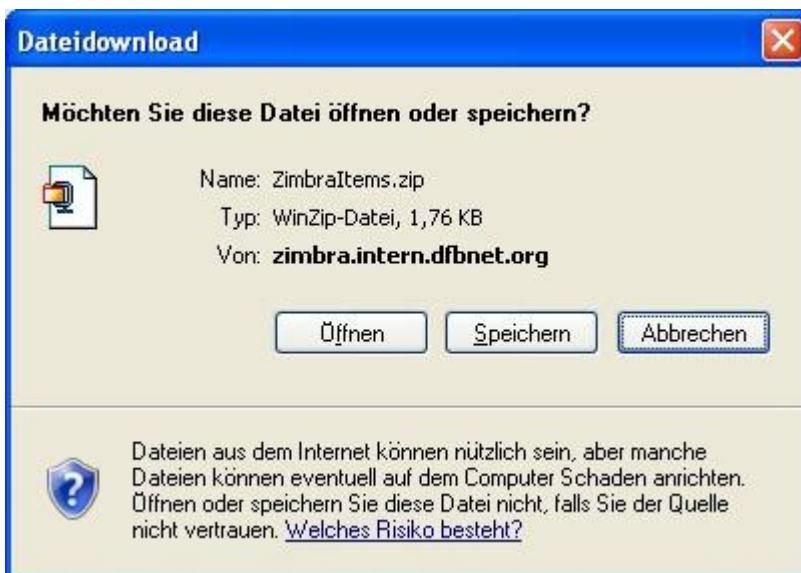 Dateidownload
Möchten Sie diese Datei öffnen oder speichern?
Name: ZimbraItems.zip
Typ: WinZip-Datei, 1,76 KB
Von: zimbra.intern.dfbnet.org
Öffnen Speichern Abbrechen
Dateien aus dem Internet können nützlich sein, aber manche
Dateien können eventuell auf dem Computer Schaden anrichten.
Öffnen oder speichern Sie diese Datei nicht, falls Sie der Quelle
nicht vertrauen. Welches Risiko besteht?